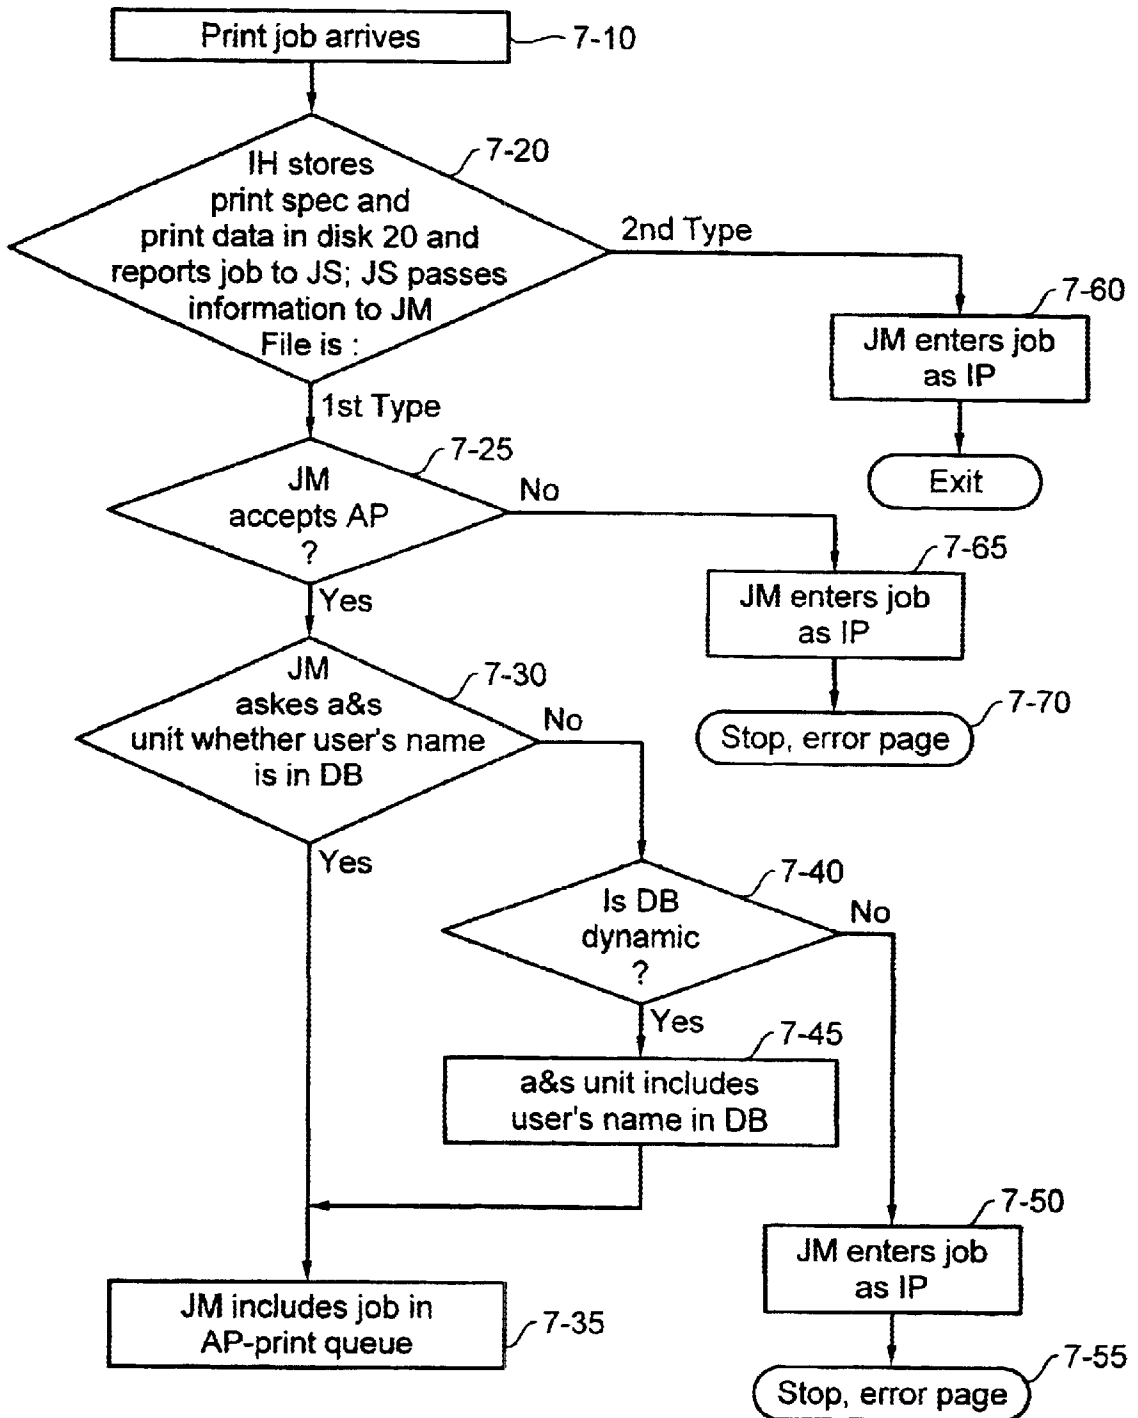 Print job arrives
7-10
7-20
IH stores
print spec and
print data in disk 20 and
reports job to JS; JS passes
information to JM
File is :
2nd Type
7-60
JM enters job
as IP
Exit
1st Type
7-25
JM
accepts AP
?
No
7-65
JM enters job
as IP
7-70
Stop, error page
Yes
7-30
JM
askes a&s
unit whether user's name
is in DB
No
Yes
7-40
Is DB
dynamic
?
No
Yes
7-45
a&s unit includes
user's name in DB
7-50
JM enters job
as IP
JM includes job in
AP-print queue
7-35
7-55
Stop, error page